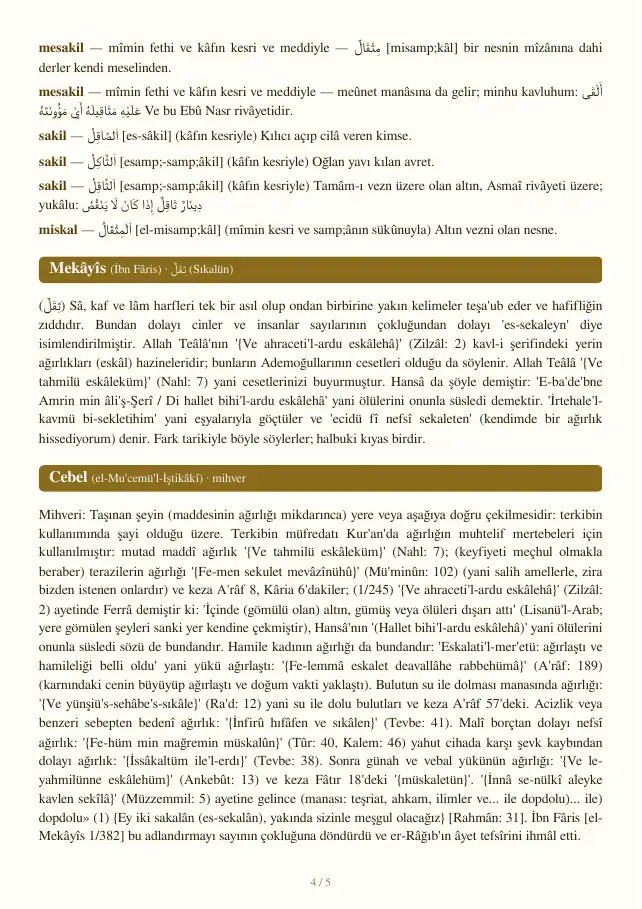 mesakil — mîmin fethi ve kâfın kesri ve meddiyle — مِثْقَالٌ [misamp;kâl] bir nesnin mîzânına dahi
derler kendi meselinden.
mesakil — mîmin fethi ve kâfın kesri ve meddiyle — meûnet manâsına da gelir; minhu kavluhum: أَلْقَى
عَلَيْهِ مَثَاقِيلَهُ أَيْ مَؤُونَتَهُ Ve bu Ebû Nasr rivâyetidir.
sakil — اَلصَّاقِلُ [es-sâkil] (kâfın kesriyle) Kılıcı açıp cilâ veren kimse.
sakil — اَلثَّاكِلُ [esamp;-samp;âkil] (kâfın kesriyle) Oğlan yavı kılan avret.
sakil — اَلثَّاقِلُ [esamp;-samp;âkil] (kâfın kesriyle) Tamâm-ı vezn üzere olan altın, Asmaî rivâyeti üzere;
yukâlu: دِينَارٌ ثَاقِلٌ إِذَا كَانَ لَا يَنْقُصُ
miskal — اَلْمِثْقَالُ [el-misamp;kâl] (mîmin kesri ve samp;ânın sükûnuyla) Altın vezni olan nesne.
Mekâyîs (İbn Fâris) · ثِقَلٌ (Sıkalün)
(ثِقَلٌ) Sâ, kaf ve lâm harfleri tek bir asıl olup ondan birbirine yakın kelimeler teşa'ub eder ve hafifliğin
zıddıdır. Bundan dolayı cinler ve insanlar sayılarının çokluğundan dolayı 'es-sekaleyn' diye
isimlendirilmiştir. Allah Teâlâ'nın '{Ve ahraceti'l-ardu eskâlehâ}' (Zilzâl: 2) kavl-i şerifindeki yerin
ağırlıkları (eskâl) hazineleridir; bunların Ademoğullarının cesetleri olduğu da söylenir. Allah Teâlâ '{Ve
tahmilü eskâleküm}' (Nahl: 7) yani cesetlerinizi buyurmuştur. Hansâ da şöyle demiştir: 'E-ba'de'bne
Amrin min âli'ş-Şerî / Di hallet bihi'l-ardu eskâlehâ' yani ölülerini onunla süsledi demektir. 'İrtehale'l-
kavmü bi-sekletihim' yani eşyalarıyla göçtüler ve 'ecidü fî nefsî sekaleten' (kendimde bir ağırlık
hissediyorum) denir. Fark tarikiyle böyle söylerler; halbuki kıyas birdir.
Cebel (el-Mu'cemü'l-İştikâkî) · mihver
Mihveri: Taşınan şeyin (maddesinin ağırlığı mikdarınca) yere veya aşağıya doğru çekilmesidir: terkibin
kullanımında şayi olduğu üzere. Terkibin müfredatı Kur'an'da ağırlığın muhtelif mertebeleri için
kullanılmıştır: mutad maddî ağırlık '{Ve tahmilü eskâleküm}' (Nahl: 7); (keyfiyeti meçhul olmakla
beraber) terazilerin ağırlığı '{Fe-men sekulet mevâzînühû}' (Mü'minûn: 102) (yani salih amellerle, zira
bizden istenen onlardır) ve keza A'râf 8, Kâria 6'dakiler; (1/245) '{Ve ahraceti'l-ardu eskâlehâ}' (Zilzâl:
2) ayetinde Ferrâ demiştir ki: 'İçinde (gömülü olan) altın, gümüş veya ölüleri dışarı attı' (Lisanü'l-Arab;
yere gömülen şeyleri sanki yer kendine çekmiştir), Hansâ'nın '(Hallet bihi'l-ardu eskâlehâ)' yani ölülerini
onunla süsledi sözü de bundandır. Hamile kadının ağırlığı da bundandır: 'Eskalati'l-mer'etü: ağırlaştı ve
hamileliği belli oldu' yani yükü ağırlaştı: '{Fe-lemmâ eskalet deavallâhe rabbehümâ}' (A'râf: 189)
(karnındaki cenin büyüyüp ağırlaştı ve doğum vakti yaklaştı). Bulutun su ile dolması manasında ağırlığı:
'{Ve yünşiü's-sehâbe's-sıkâle}' (Ra'd: 12) yani su ile dolu bulutları ve keza A'râf 57'deki. Acizlik veya
benzeri sebepten bedenî ağırlık: '{İnfirû hıfâfen ve sıkâlen}' (Tevbe: 41). Malî borçtan dolayı nefsî
ağırlık: '{Fe-hüm min mağremin müskalûn}' (Tûr: 40, Kalem: 46) yahut cihada karşı şevk kaybından
dolayı ağırlık: '{İssâkaltüm ile'l-erdı}' (Tevbe: 38). Sonra günah ve vebal yükünün ağırlığı: '{Ve le-
yahmilünne eskâlehüm}' (Ankebût: 13) ve keza Fâtır 18'deki '{müskaletün}'. '{İnnâ se-nülkî aleyke
kavlen sekîlâ}' (Müzzemmil: 5) ayetine gelince (manası: teşriat, ahkam, ilimler ve... ile dopdolu)... ile)
dopdolu» (1) {Ey iki sakalân (es-sekalân), yakında sizinle meşgul olacağız} [Rahmân: 31]. İbn Fâris [el-
Mekâyîs 1/382] bu adlandırmayı sayının çokluğuna döndürdü ve er-Râğıb'ın âyet tefsîrini ihmâl etti.
4 / 5